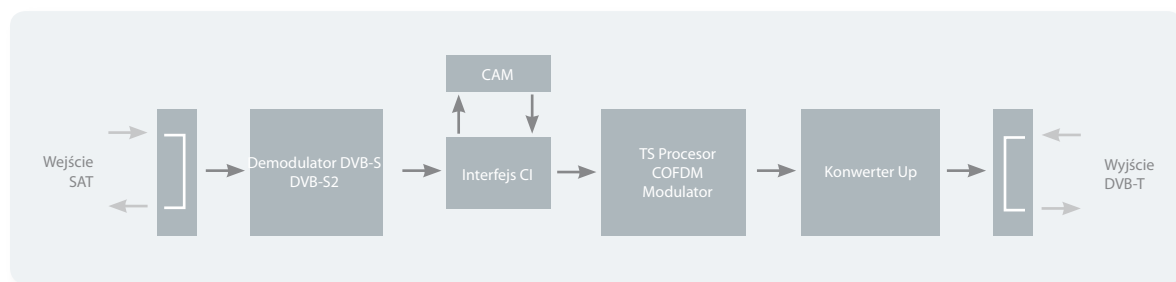 CAM
Wejście
SAT
Demodulator DVB-S
DVB-S2
Interfejs CI
TS Procesor
COFDM
Modulator
Konwerter Up
Wyjście
DVB-T